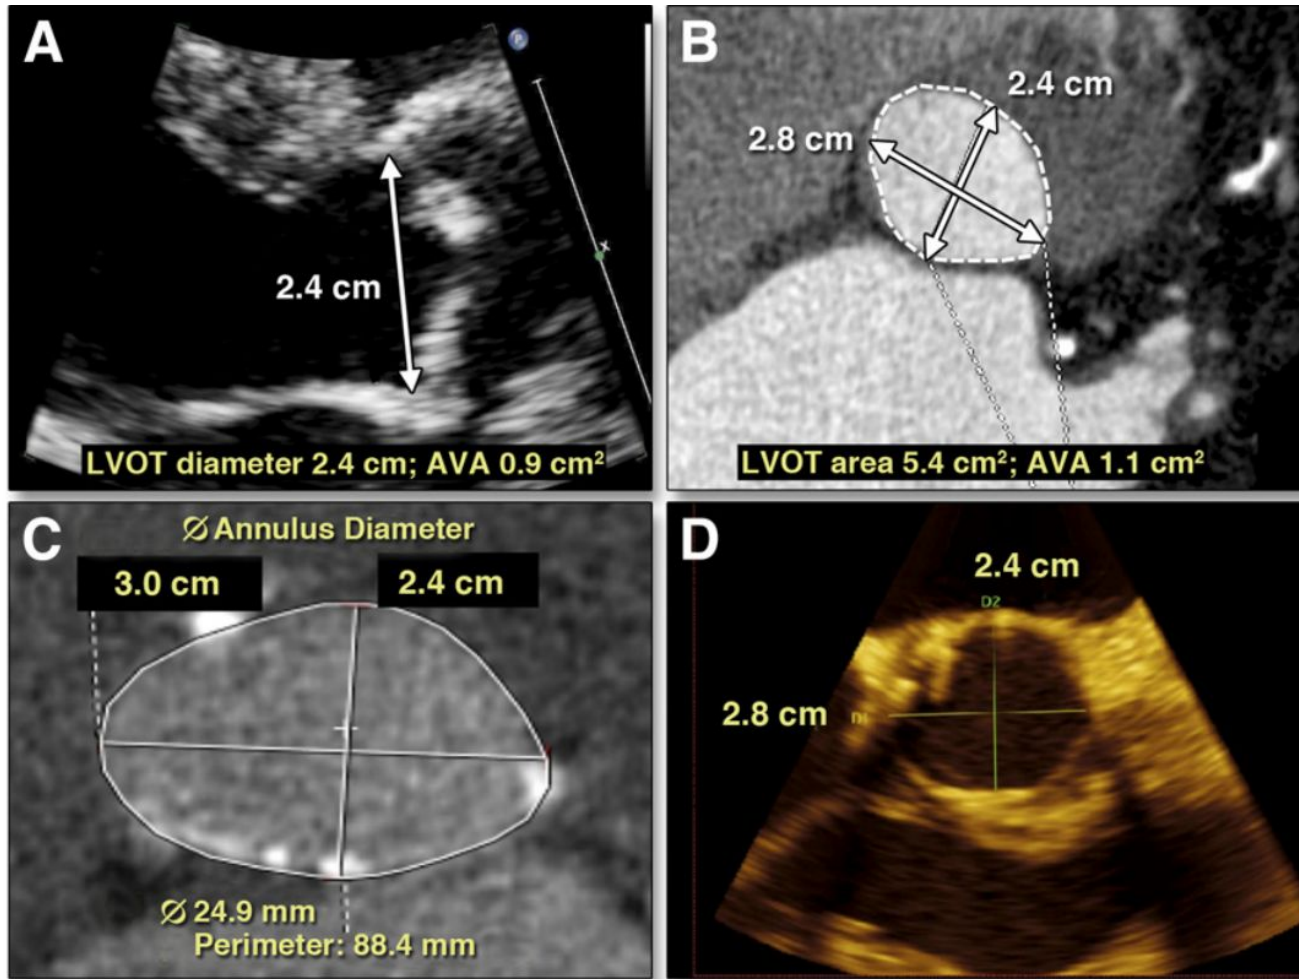 A
P
2.4 cm
x
LVOT diameter 2.4 cm; AVA 0.9 cm²
B
2.4 cm
2.8 cm
LVOT area 5.4 cm²; AVA 1.1 cm²
C
∅ Annulus Diameter
3.0 cm
2.4 cm
∅ 24.9 mm
Perimeter: 88.4 mm
D
2.4 cm
D2
2.8 cm
D1